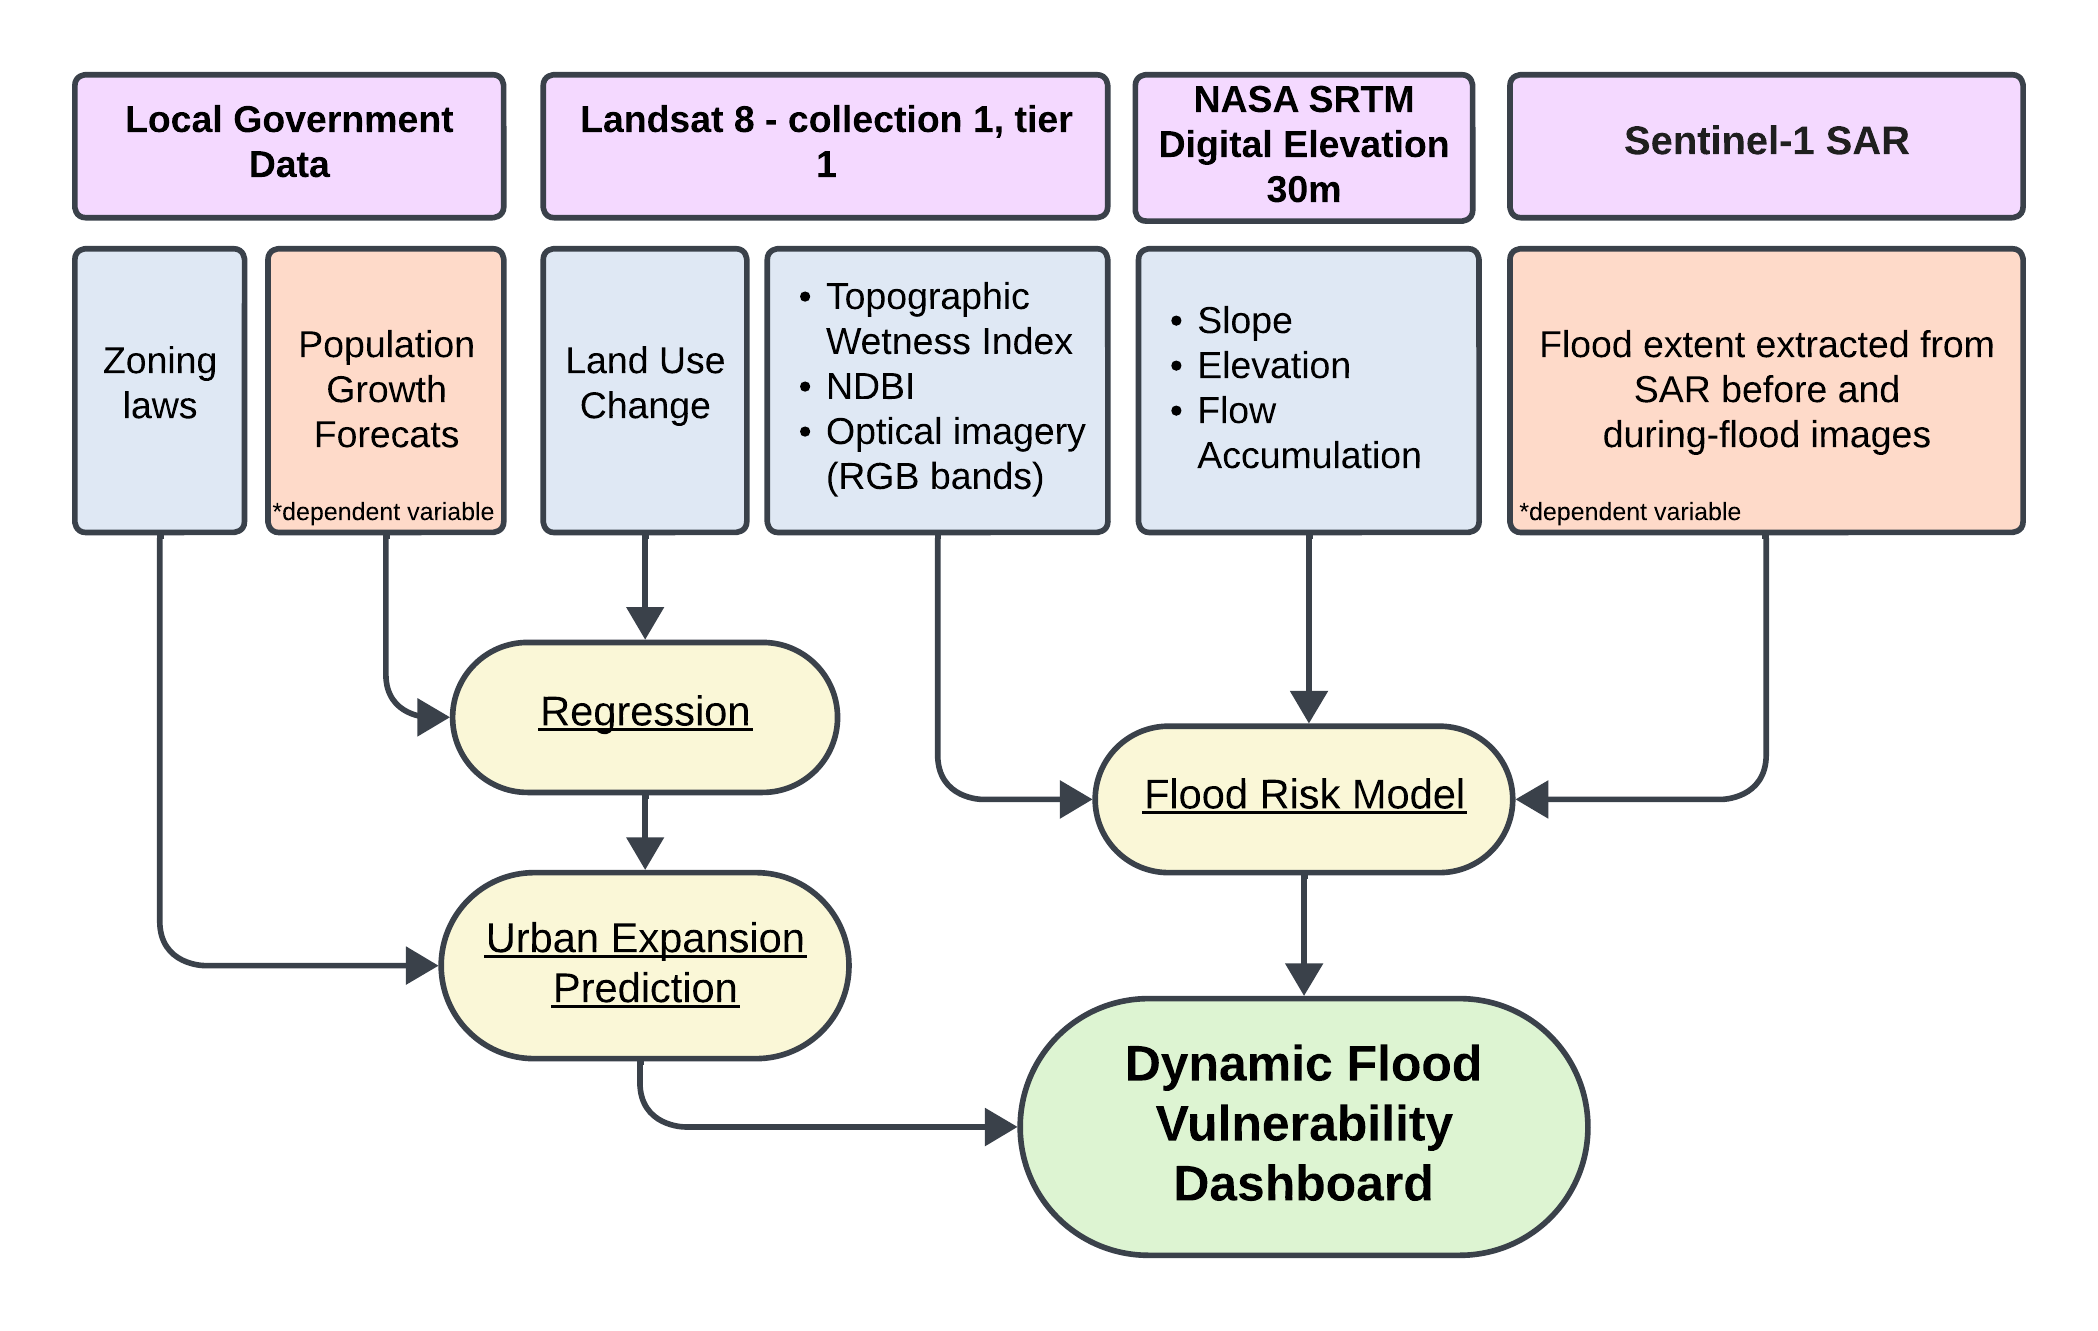 Local Government
Data
Landsat 8 - collection 1, tier
1
NASA SRTM
Digital Elevation
30m
Sentinel-1 SAR
Zoning
laws
Population
Growth
Forecats
*dependent variable
Land Use
Change
• Topographic
Wetness Index
• NDBI
• Optical imagery
(RGB bands)
• Slope
• Elevation
• Flow
Accumulation
Flood extent extracted from
SAR before and
during-flood images
*dependent variable
Regression
Flood Risk Model
Urban Expansion
Prediction
Dynamic Flood
Vulnerability
Dashboard